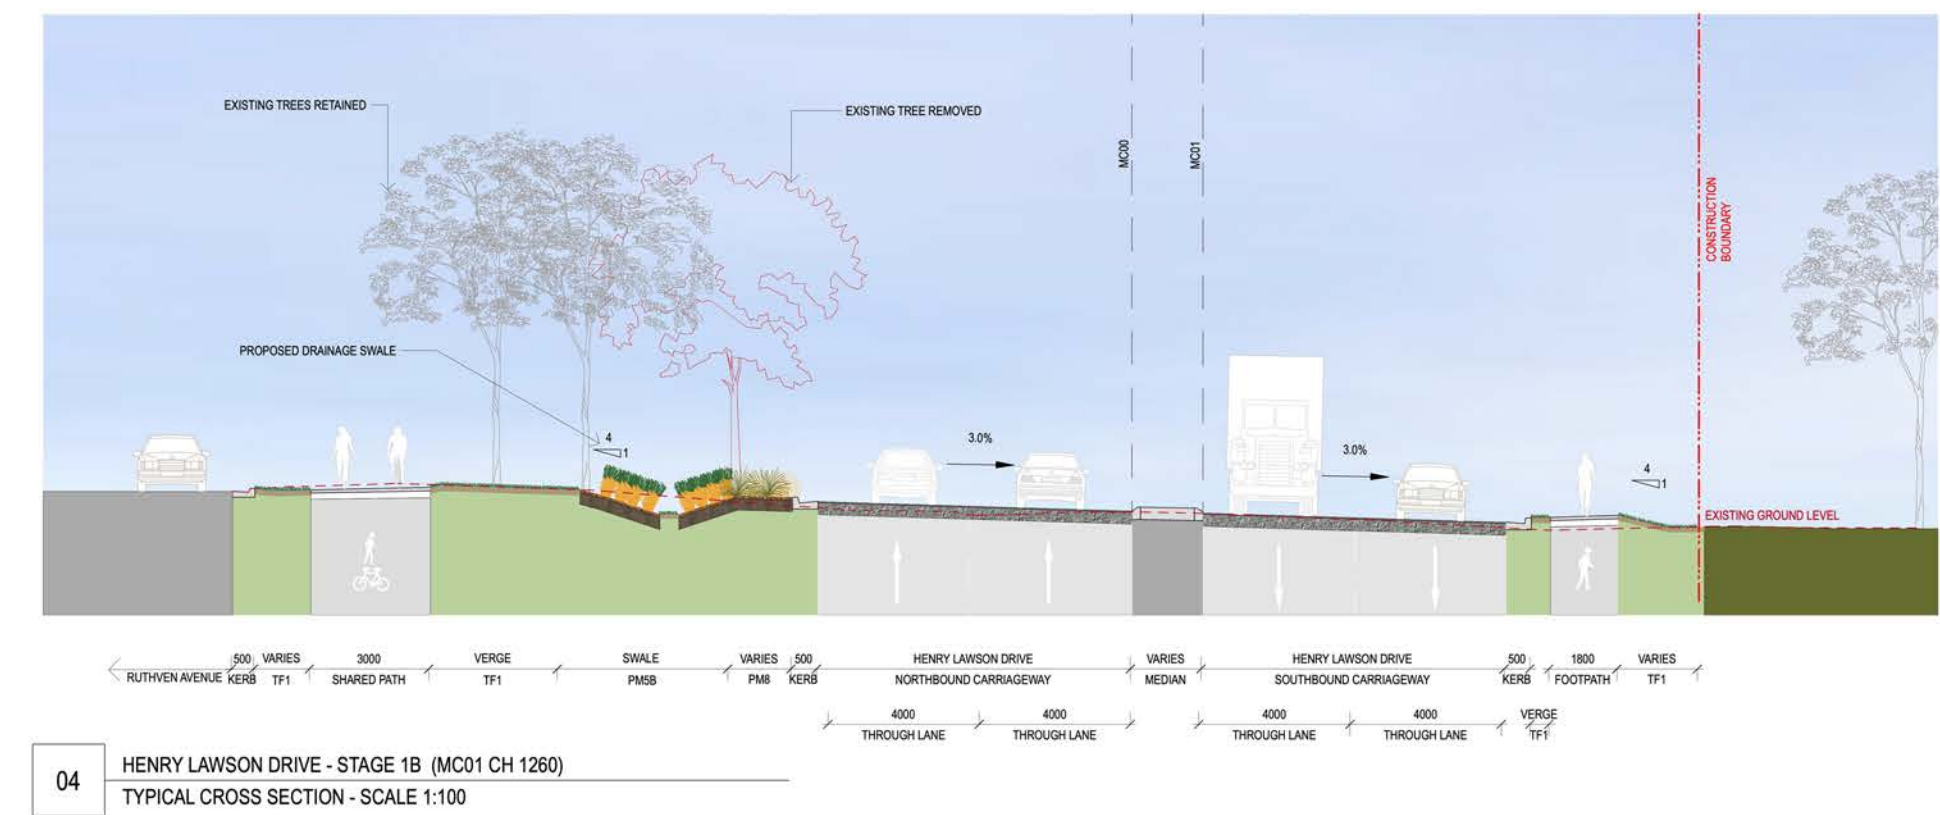 EXISTING TREES RETAINED
EXISTING TREE REMOVED
MC00
MC01
CONSTRUCTION
BOUNDARY
PROPOSED DRAINAGE SWALE
4
1
3.0%
3.0%
4
1
EXISTING GROUND LEVEL
500 VARIES 3000 VERGE SWALE VARIES 500 HENRY LAWSON DRIVE VARIES HENRY LAWSON DRIVE 500 1800 VARIES
RUTHVEN AVENUE KERB TF1 SHARED PATH TF1 PM5B PM8 KERB NORTHBOUND CARRIAGEWAY MEDIAN SOUTHBOUND CARRIAGEWAY KERB FOOTPATH TF1
4000 4000 4000 4000 VERGE
THROUGH LANE THROUGH LANE THROUGH LANE THROUGH LANE TF1
04
HENRY LAWSON DRIVE - STAGE 1B (MC01 CH 1260)
TYPICAL CROSS SECTION - SCALE 1:100